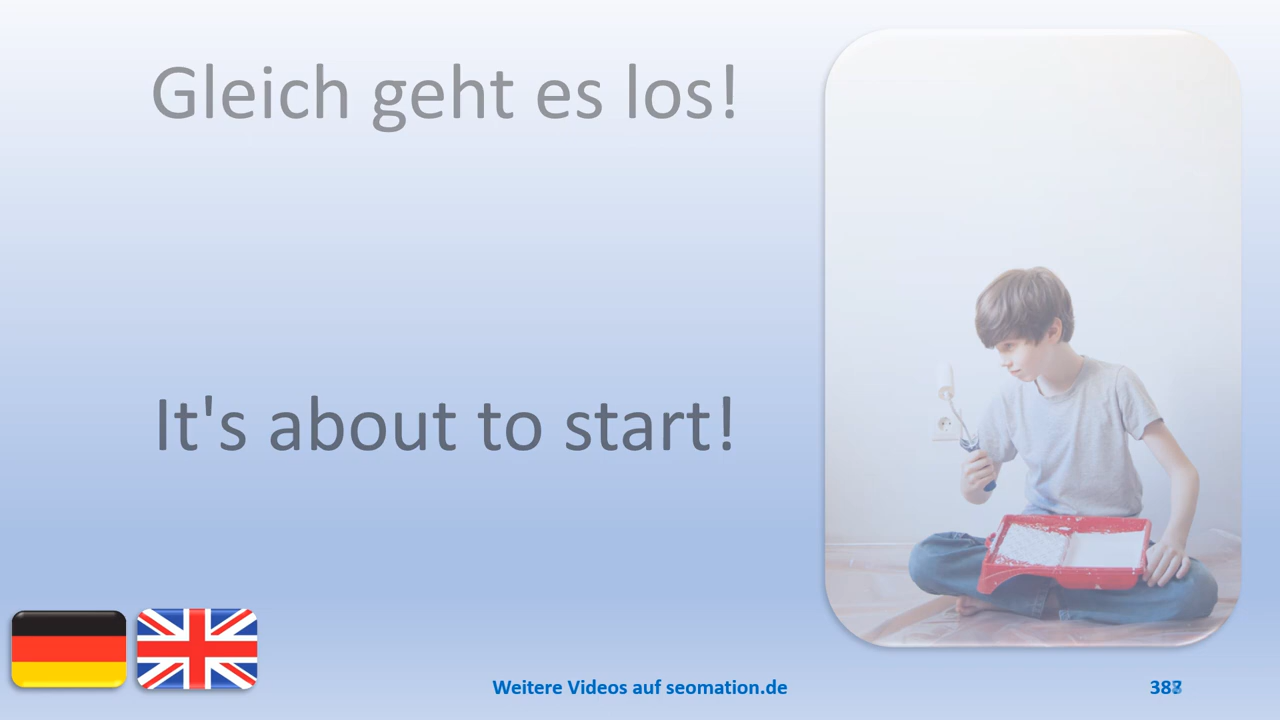 Gleich geht es los!
It's about to start!
Weitere Videos auf seomation.de